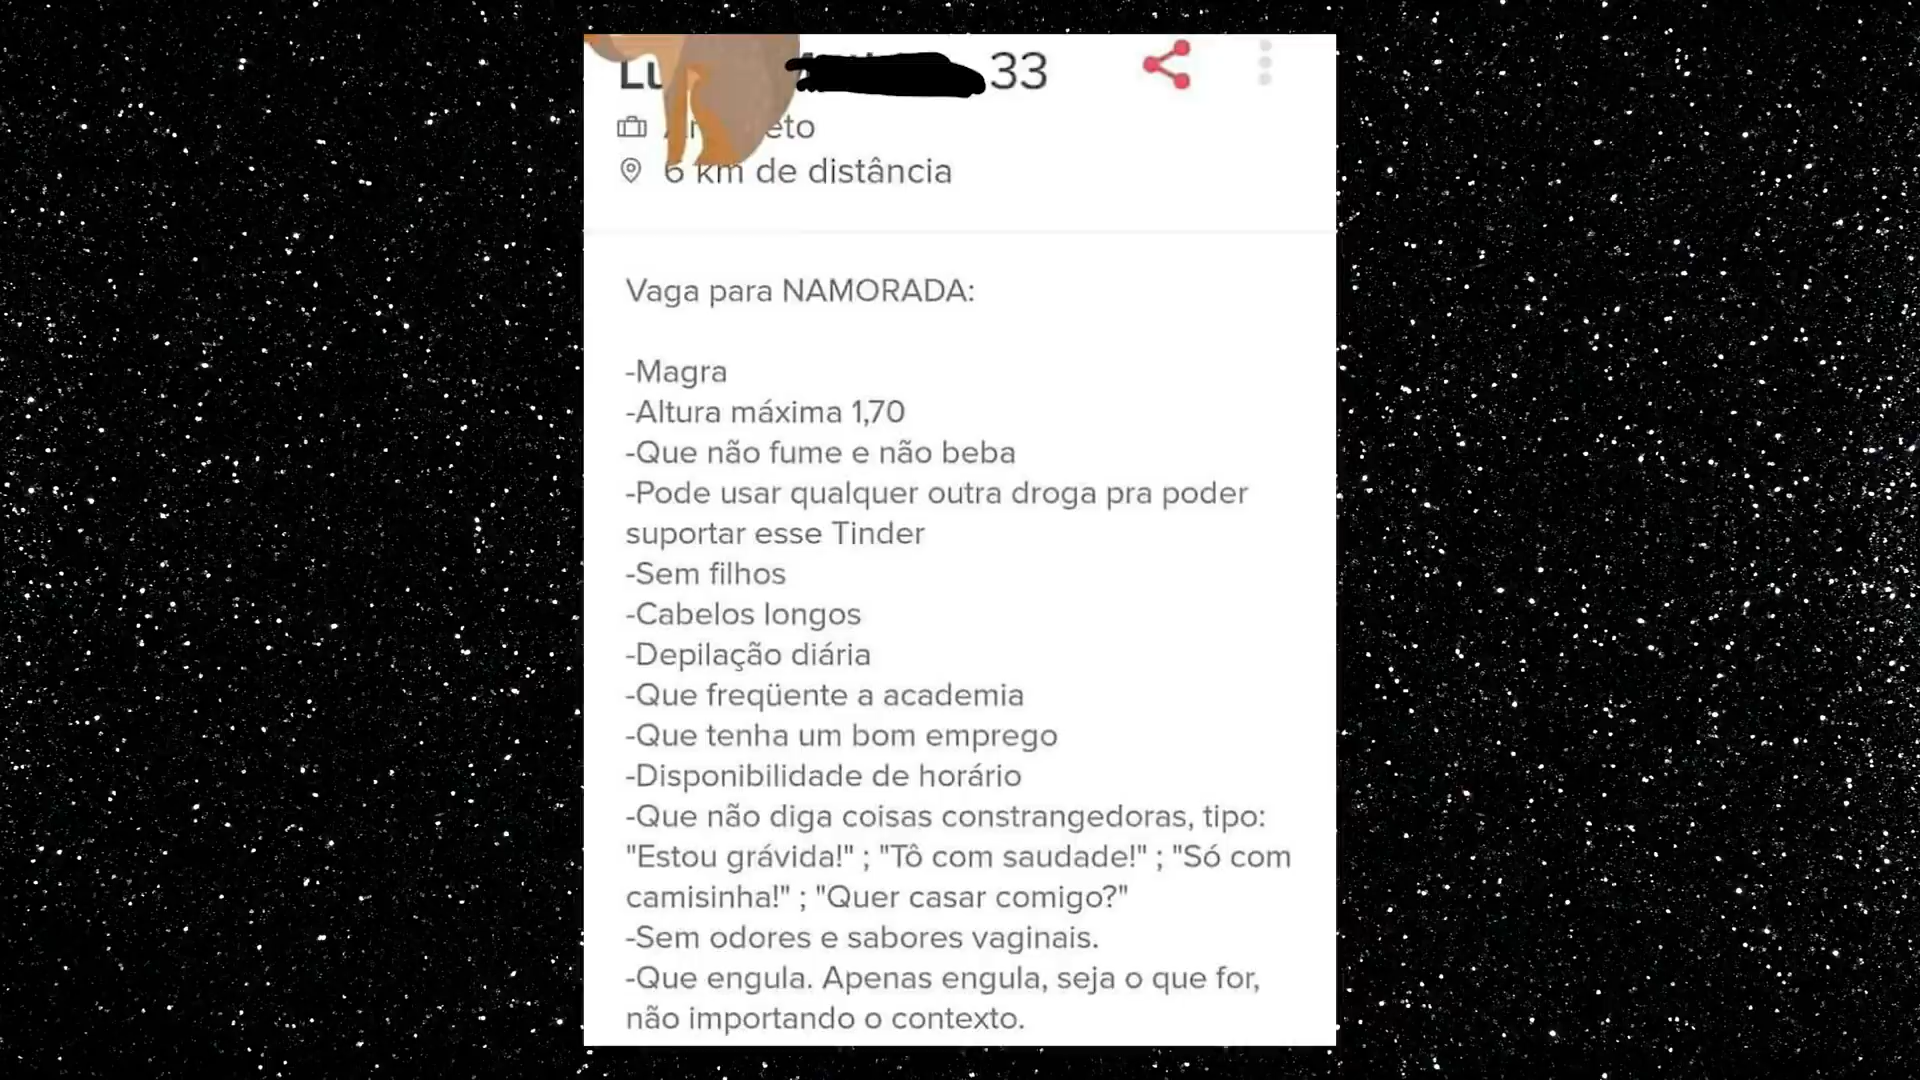 33
6 km de distância
Vaga para NAMORADA:
-Magra
-Altura máxima 1,70
-Que não fume e não beba
-Pode usar qualquer outra droga pra poder
suportar esse Tinder
-Sem filhos
-Cabelos longos
-Depilação diária
-Que freqüente a academia
-Que tenha um bom emprego
-Disponibilidade de horário
-Que não diga coisas constrangedoras, tipo:
"Estou grávida!" ; "Tô com saudade!" ; "Só com
camisinha!" ; "Quer casar comigo?"
-Sem odores e sabores vaginais.
-Que engula. Apenas engula, seja o que for,
não importando o contexto.